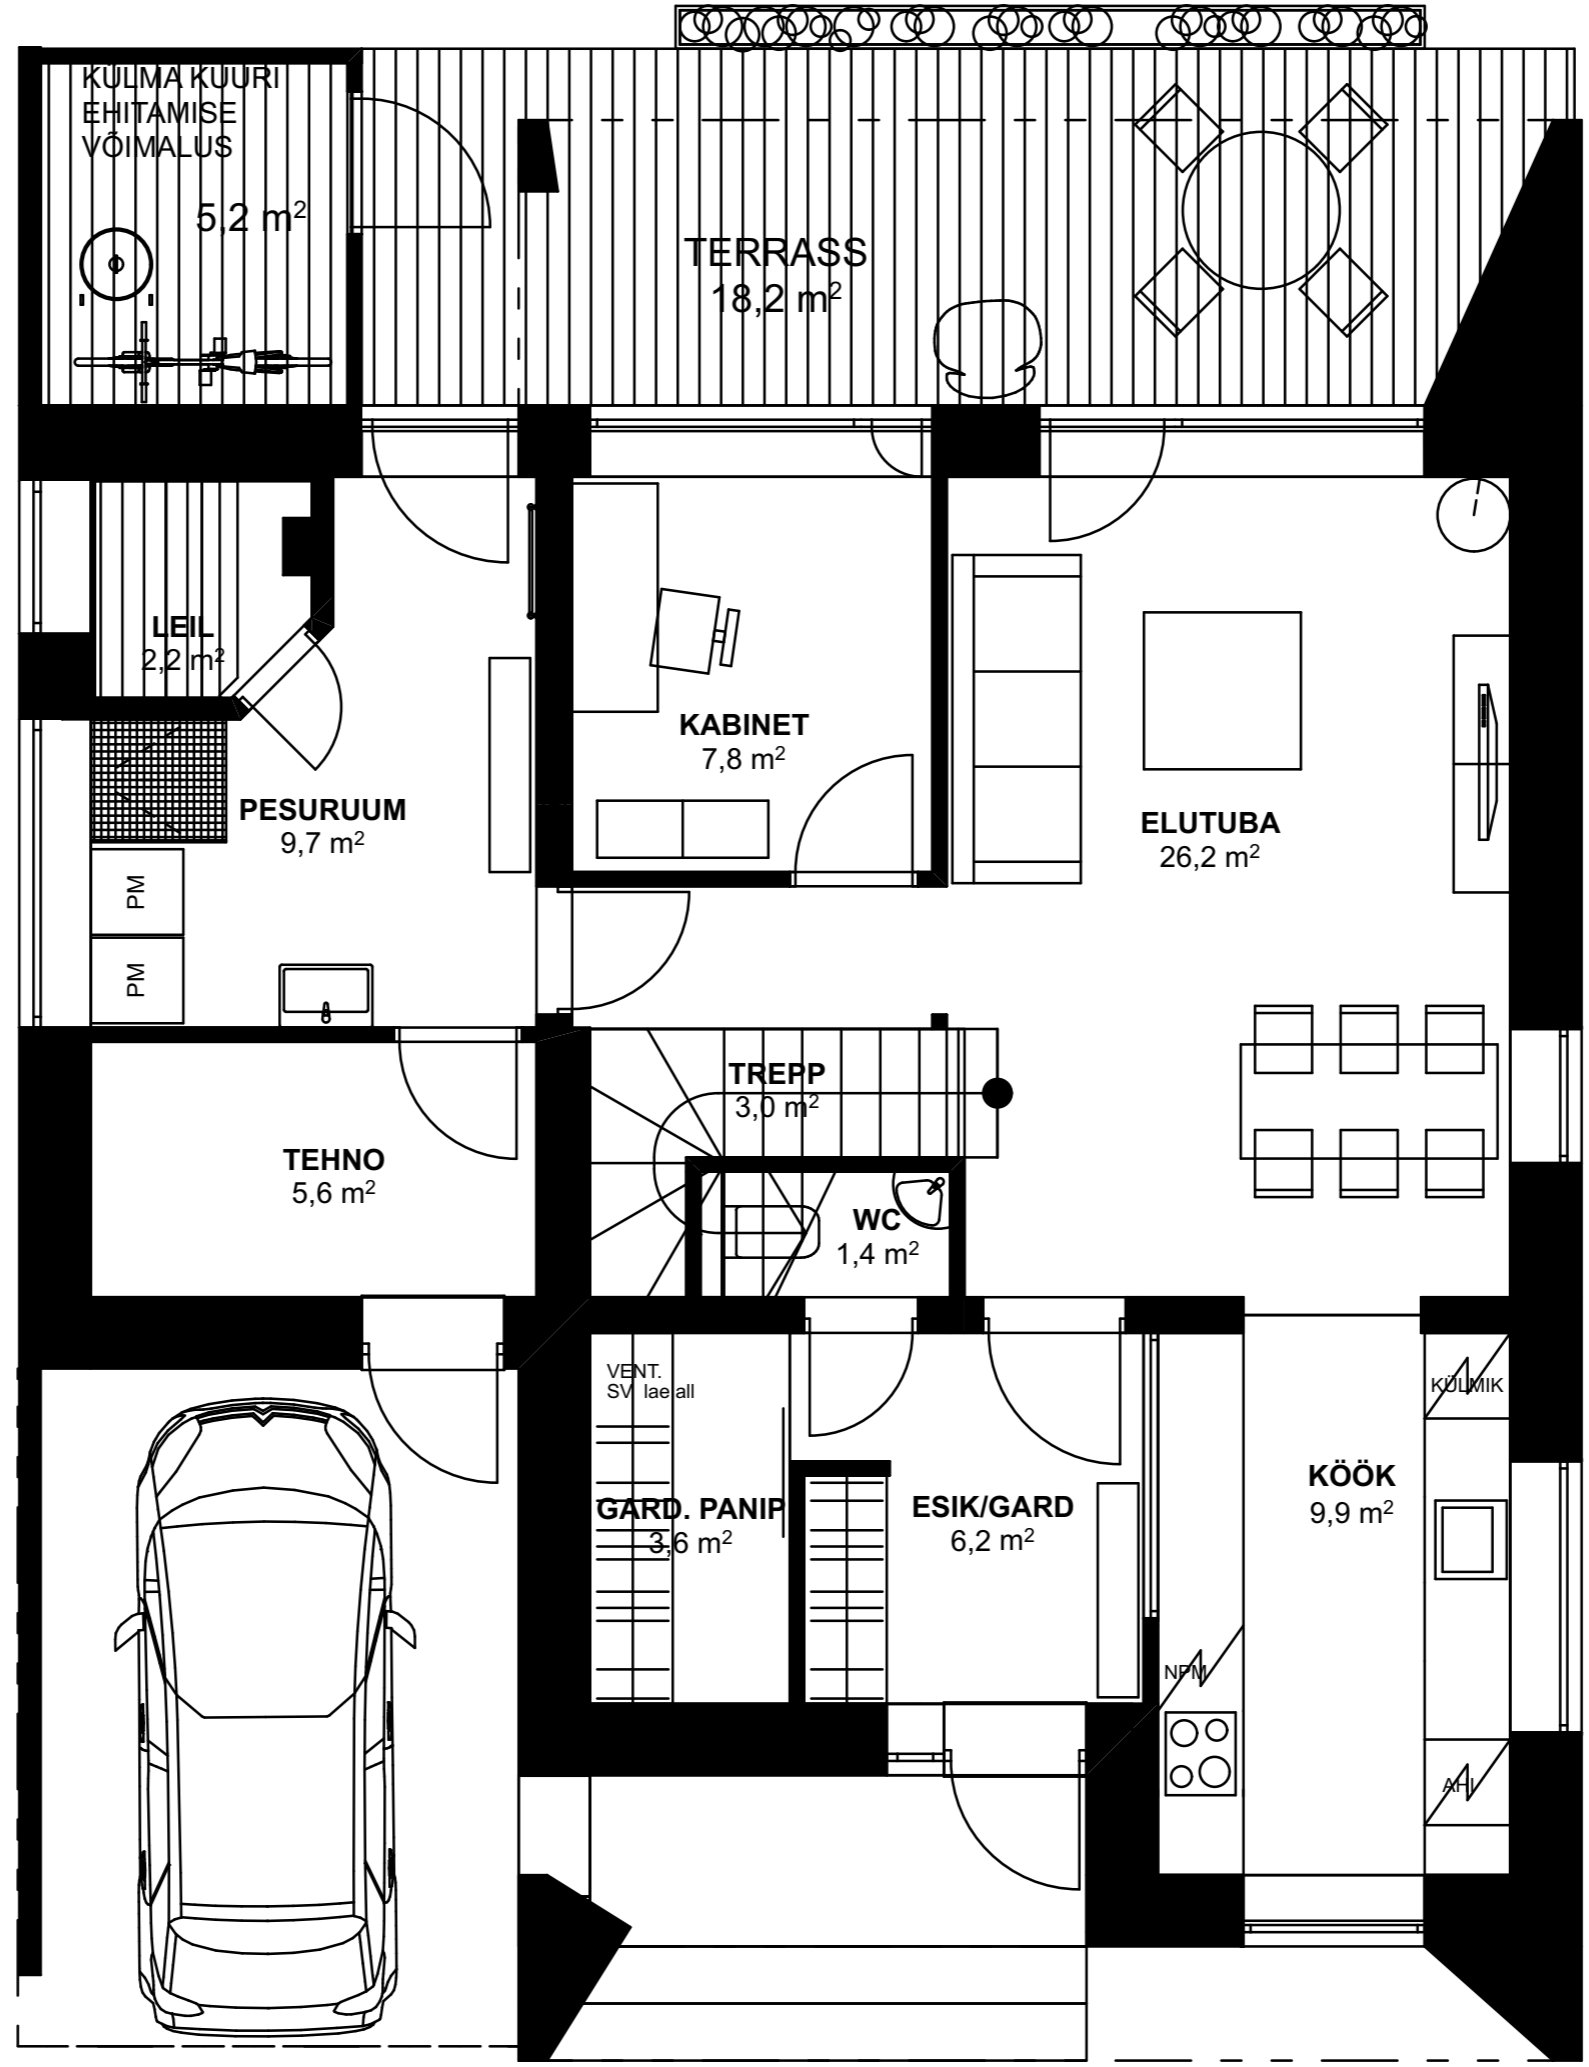 KÜLMA KUURI
EHITAMISE
VÕIMALUS
5,2 m²
TERRASS
18,2 m²
LEIL
2,2 m²
KABINET
7,8 m²
PESURUUM
9,7 m²
ELUTUBA
26,2 m²
PM
PM
TREPP
3,0 m²
TEHNO
5,6 m²
WC
1,4 m²
VENT.
SV lae all
KÜLMIK
KÖÖK
9,9 m²
GARD. PANIP
3,6 m²
ESIK/GARD
6,2 m²
NPM
AHI